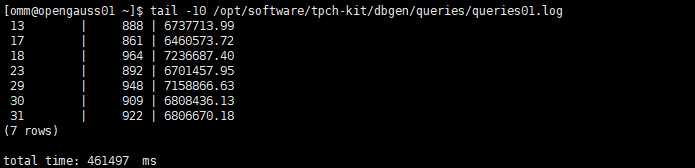 [omm@opengauss01 ~]$ tail -10 /opt/software/tpch-kit/dbgen/queries/queries01.log
13 | 888 | 6737713.99
17 | 861 | 6460573.72
18 | 964 | 7236687.40
23 | 892 | 6701457.95
29 | 948 | 7158866.63
30 | 909 | 6808436.13
31 | 922 | 6806670.18
(7 rows)
total time: 461497 ms